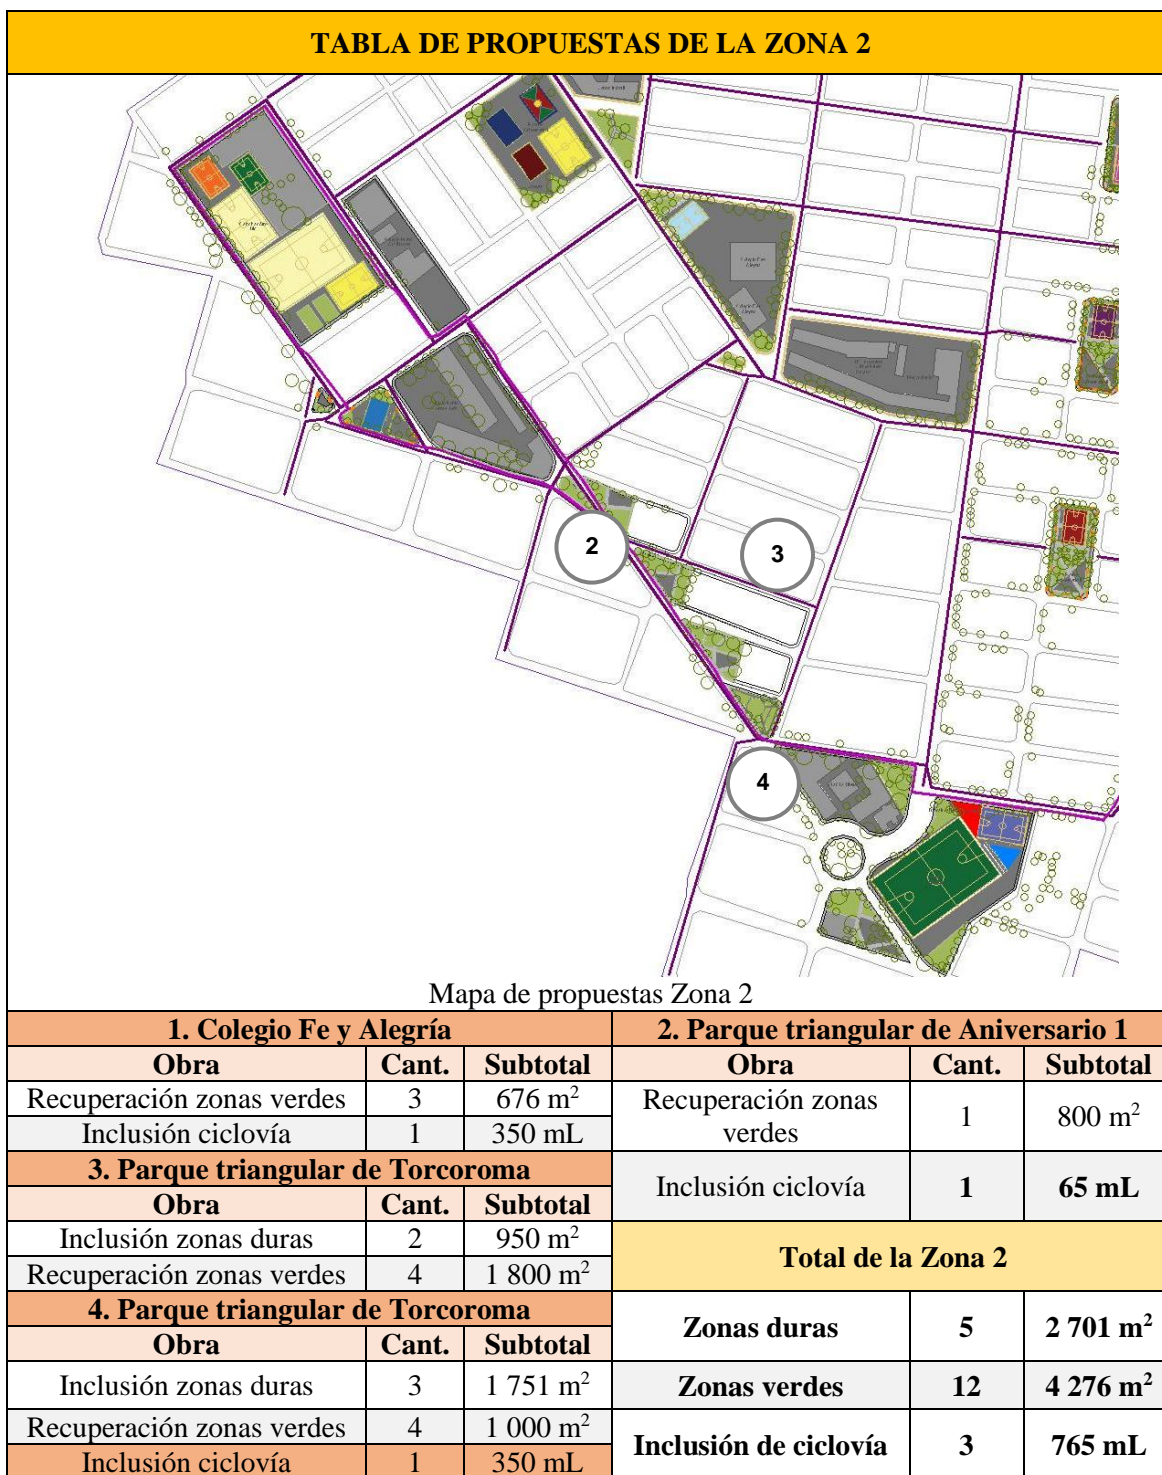 TABLA DE PROPUESTAS DE LA ZONA 2
2
3
4
Mapa de propuestas Zona 2
1. Colegio Fe y Alegría
Obra Cant. Subtotal
Recuperación zonas verdes 3 676 m²
Inclusión ciclovía 1 350 mL
3. Parque triangular de Torcoroma
Obra Cant. Subtotal
Inclusión zonas duras 2 950 m²
Recuperación zonas verdes 4 1 800 m²
4. Parque triangular de Torcoroma
Obra Cant. Subtotal
Inclusión zonas duras 3 1 751 m²
Recuperación zonas verdes 4 1 000 m²
Inclusión ciclovía 1 350 mL
2. Parque triangular de Aniversario 1
Obra Cant. Subtotal
Recuperación zonas
verdes 1 800 m²
Inclusión ciclovía 1 65 mL
Total de la Zona 2
Zonas duras 5 2 701 m²
Zonas verdes 12 4 276 m²
Inclusión de ciclovía 3 765 mL